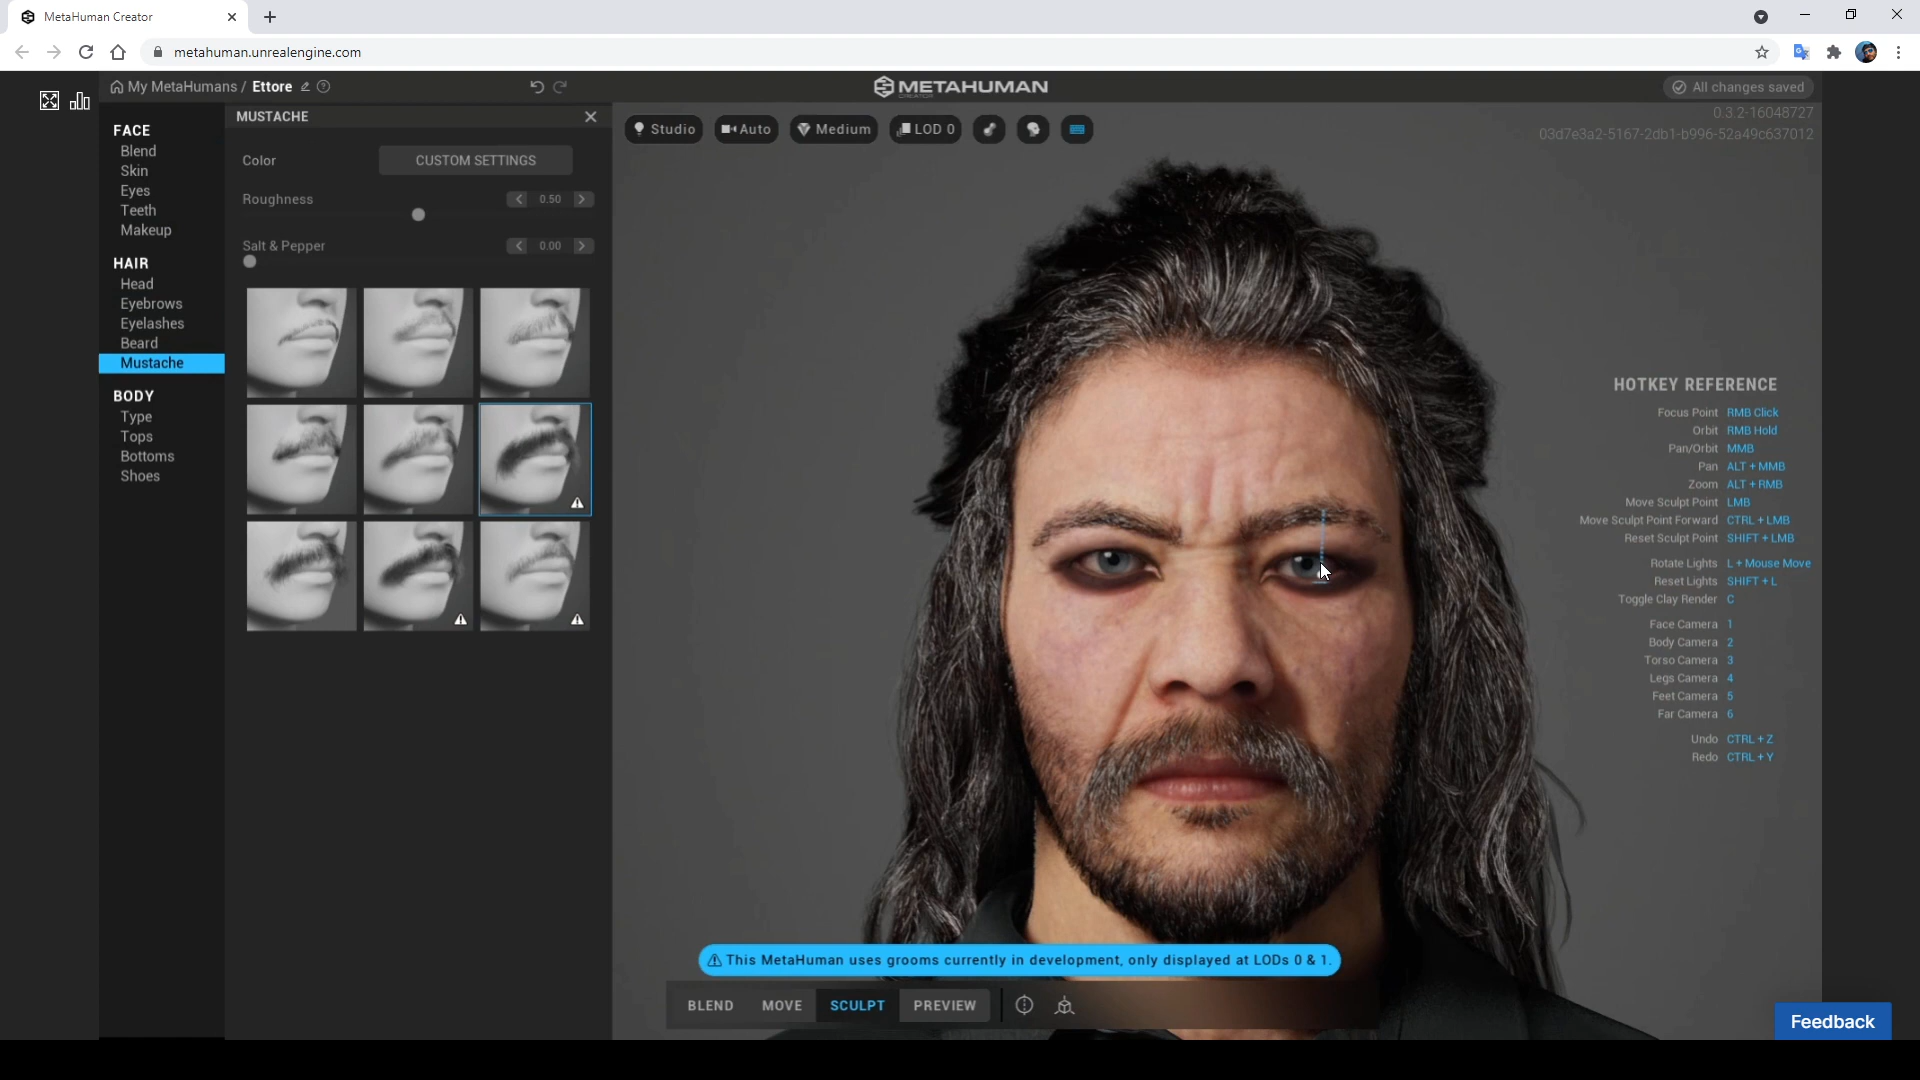 MetaHuman Creator
metahuman.unrealengine.com
My MetaHumans / Ettore
METAHUMAN
CREATOR
All changes saved
0.3.2-16048727
03d7e3a2-5167-2db1-b996-52a49c637012
FACE
Blend
Skin
Eyes
Teeth
Makeup
HAIR
Head
Eyebrows
Eyelashes
Beard
Mustache
BODY
Type
Tops
Bottoms
Shoes
MUSTACHE
Color CUSTOM SETTINGS
Roughness 0.50
Salt & Pepper 0.00
Studio Auto Medium LOD 0
HOTKEY REFERENCE
Focus Point RMB Click
Orbit RMB Hold
Pan/Orbit MMB
Pan ALT + MMB
Zoom ALT + RMB
Move Sculpt Point LMB
Move Sculpt Point Forward CTRL + LMB
Reset Sculpt Point SHIFT + LMB
Rotate Lights L + Mouse Move
Reset Lights SHIFT + L
Toggle Clay Render C
Face Camera 1
Body Camera 2
Torso Camera 3
Legs Camera 4
Feet Camera 5
Far Camera 6
Undo CTRL + Z
Redo CTRL + Y
This MetaHuman uses grooms currently in development, only displayed at LODs 0 & 1.
BLEND MOVE SCULPT PREVIEW
Feedback